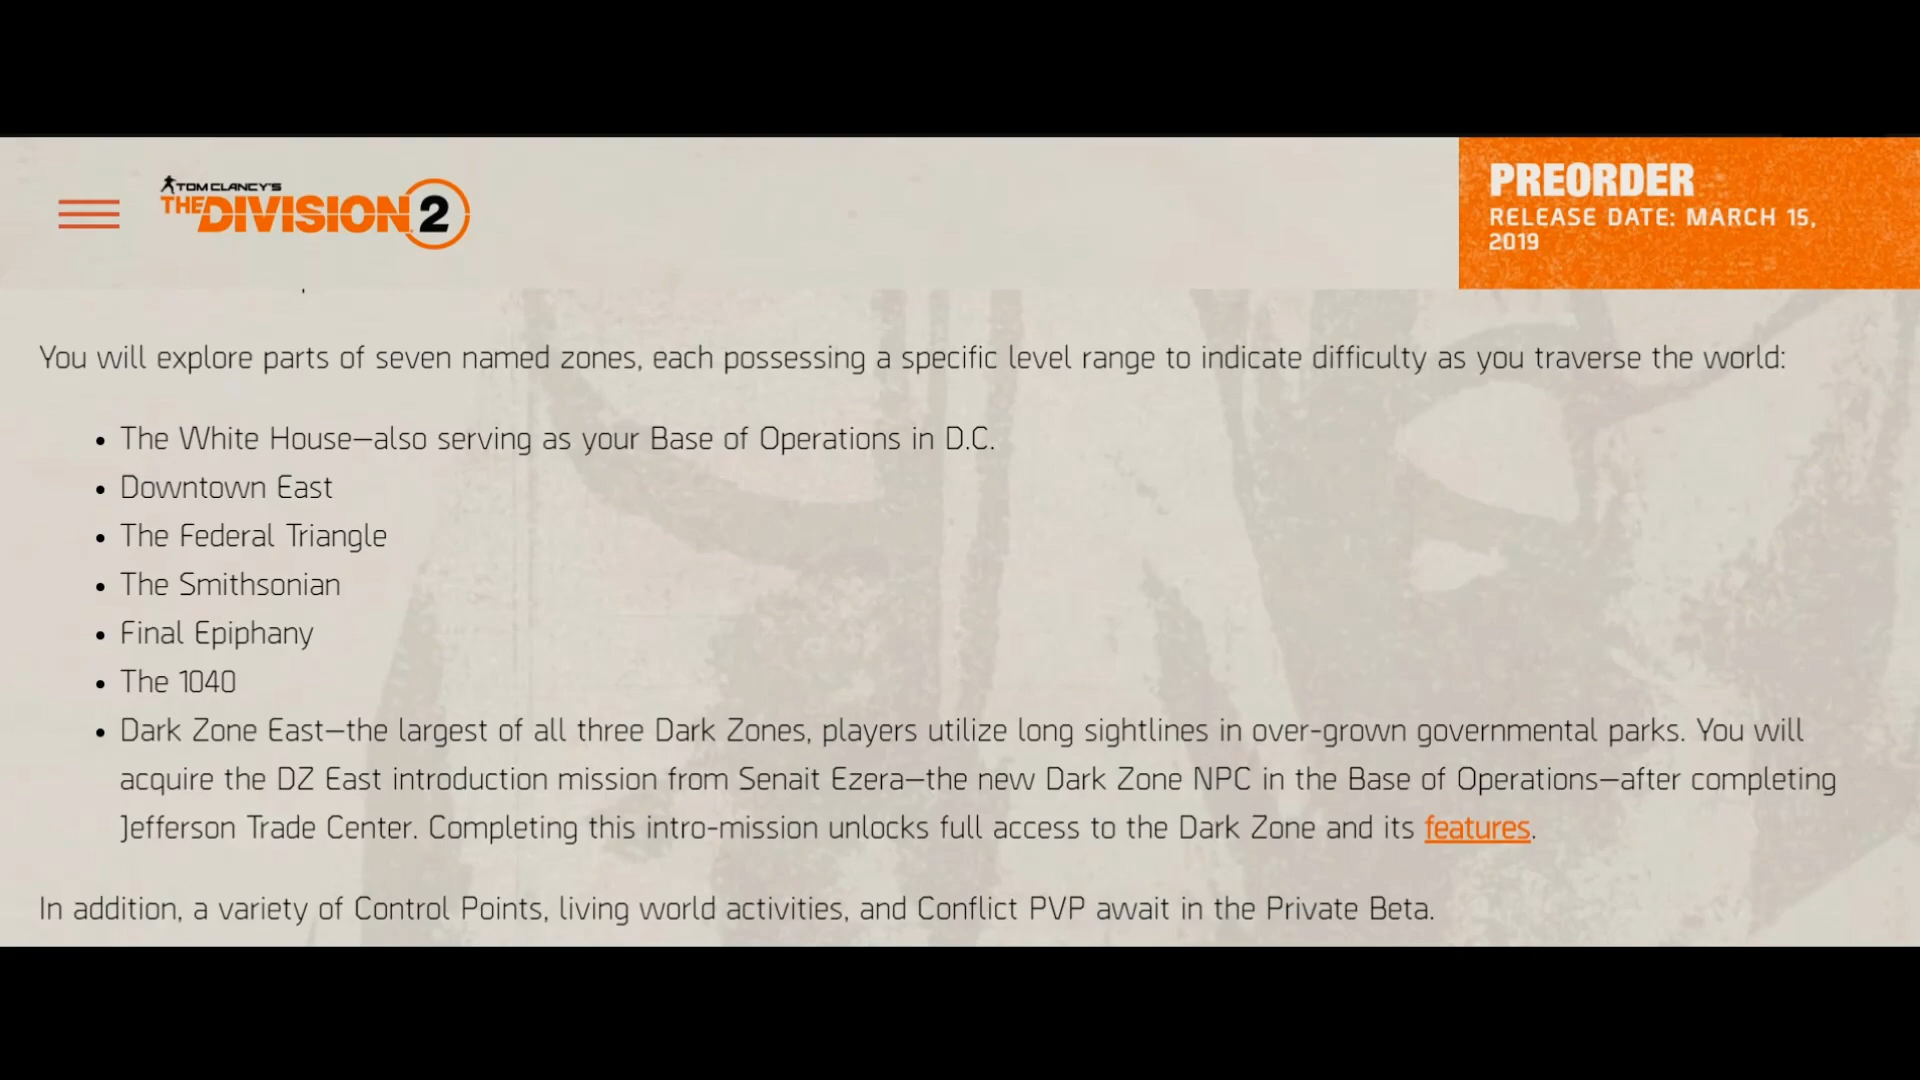 TOM CLANCY'S
THE DIVISION 2
PREORDER
RELEASE DATE: MARCH 15,
2019
You will explore parts of seven named zones, each possessing a specific level range to indicate difficulty as you traverse the world:
• The White House—also serving as your Base of Operations in D.C.
• Downtown East
• The Federal Triangle
• The Smithsonian
• Final Epiphany
• The 1040
• Dark Zone East—the largest of all three Dark Zones, players utilize long sightlines in over-grown governmental parks. You will
acquire the DZ East introduction mission from Senait Ezera—the new Dark Zone NPC in the Base of Operations—after completing
Jefferson Trade Center. Completing this intro-mission unlocks full access to the Dark Zone and its features.
In addition, a variety of Control Points, living world activities, and Conflict PVP await in the Private Beta.